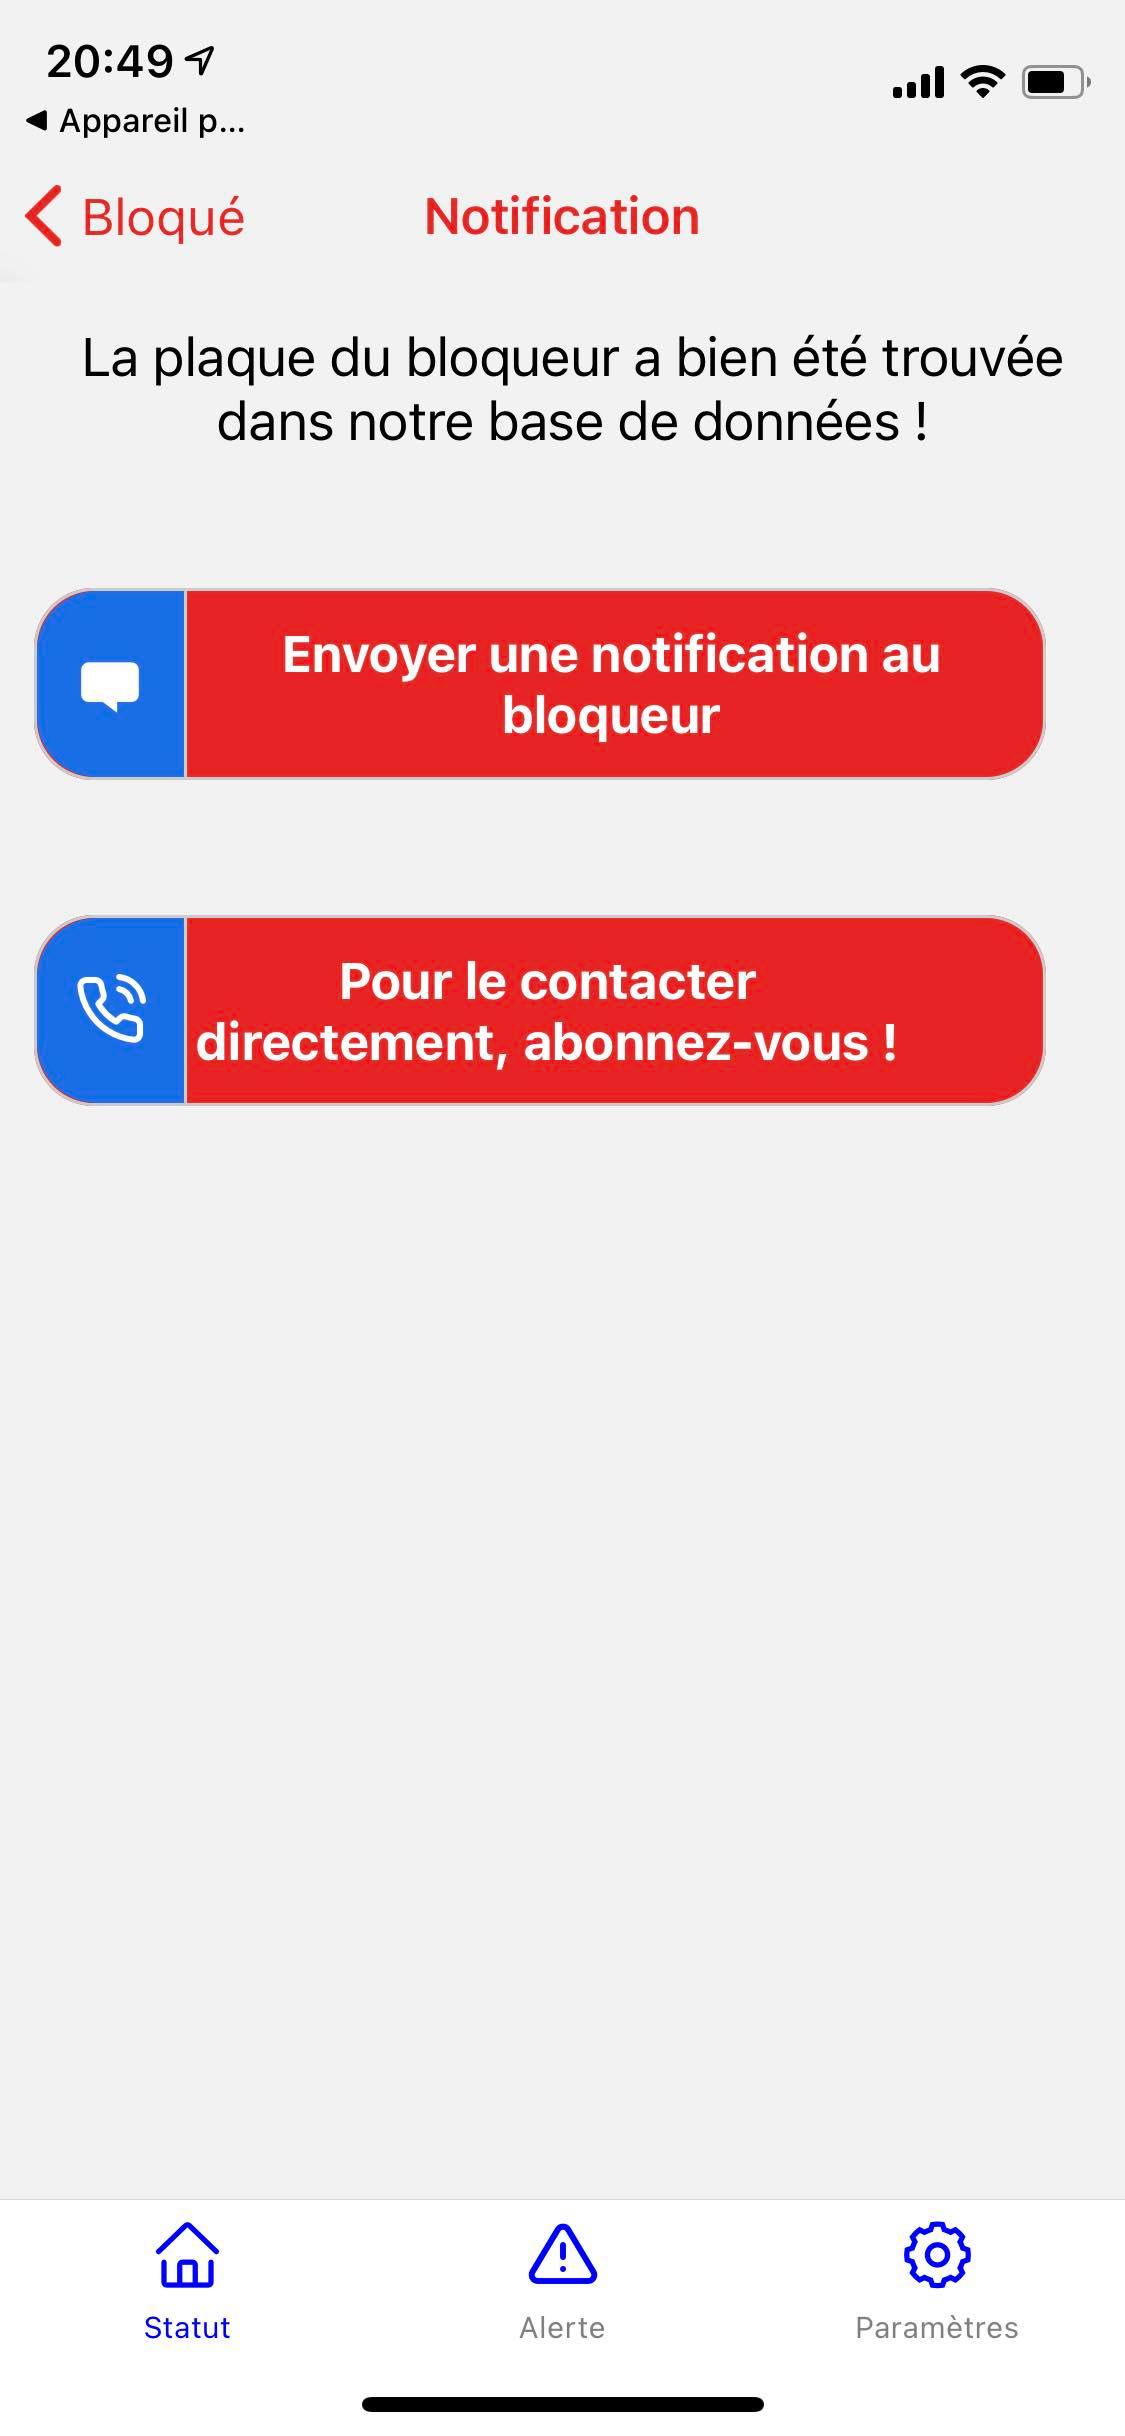 20:49
Appareil p...
Bloqué
Notification
La plaque du bloqueur a bien été trouvée
dans notre base de données !
Envoyer une notification au
bloqueur
Pour le contacter
directement, abonnez-vous !
Statut
Alerte
Paramètres